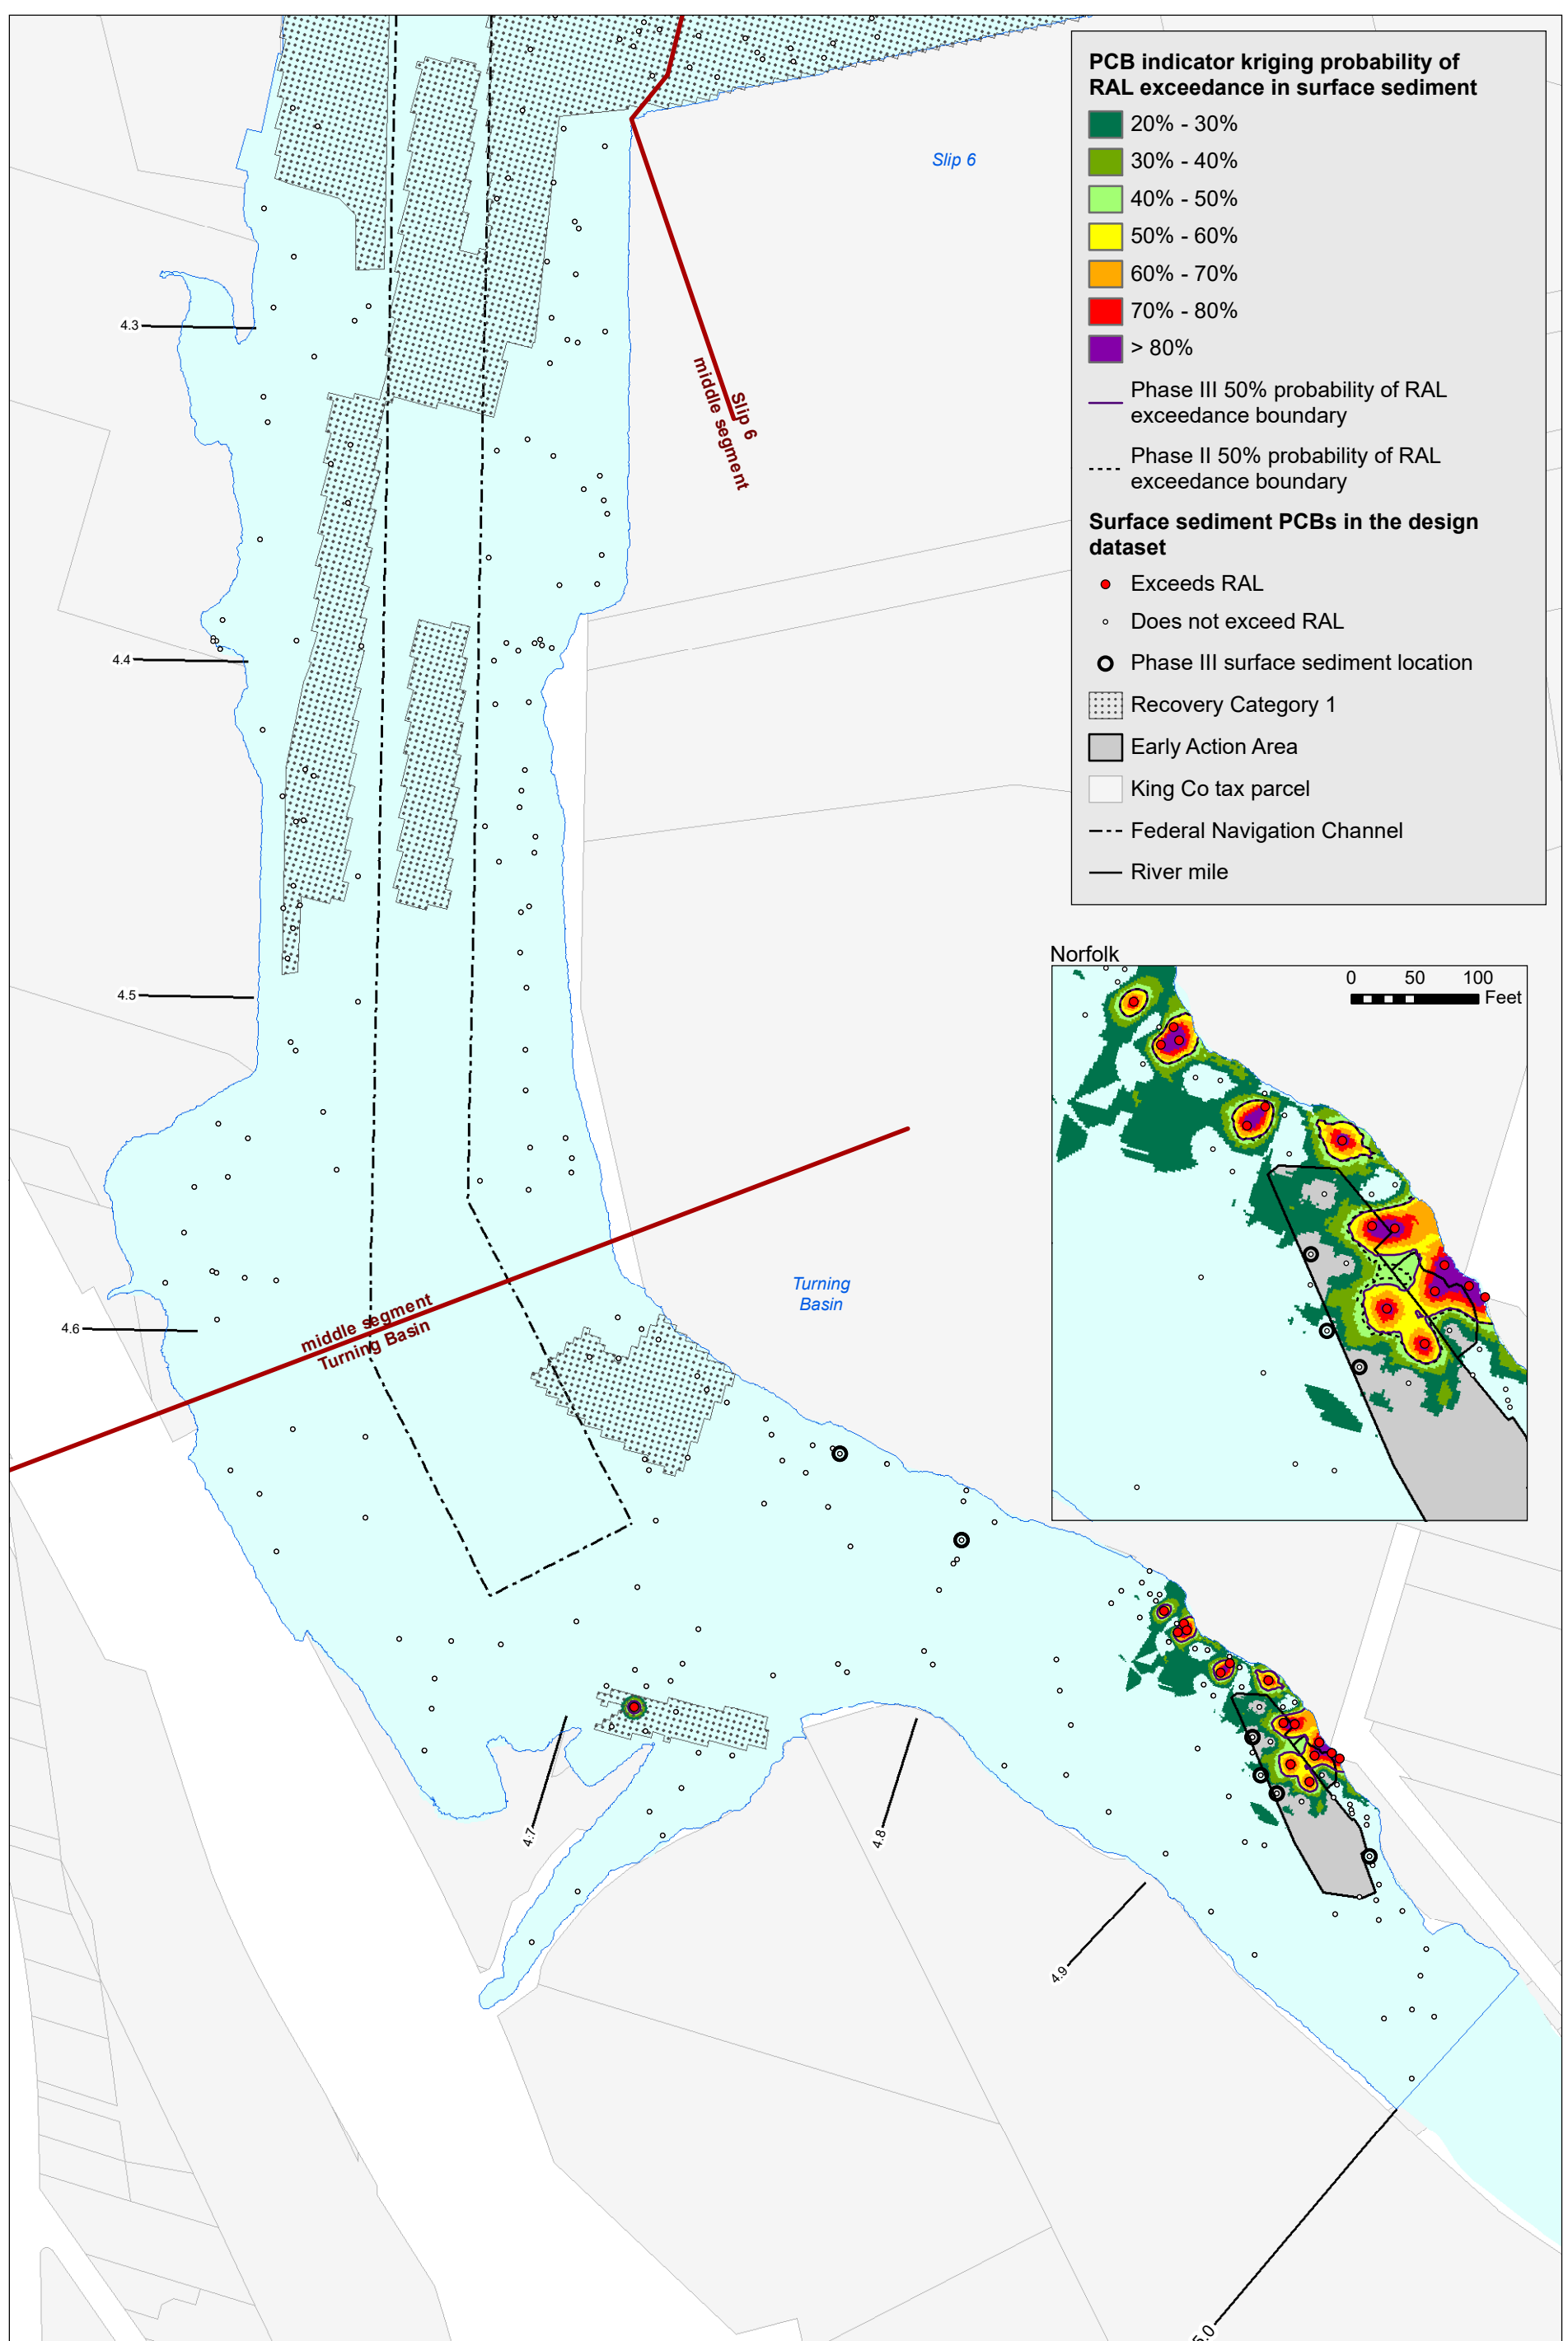 PCB indicator kriging probability of
RAL exceedance in surface sediment
20% - 30%
30% - 40%
40% - 50%
50% - 60%
60% - 70%
70% - 80%
> 80%
Phase III 50% probability of RAL
exceedance boundary
Phase II 50% probability of RAL
exceedance boundary
Surface sediment PCBs in the design
dataset
Exceeds RAL
Does not exceed RAL
Phase III surface sediment location
Recovery Category 1
Early Action Area
King Co tax parcel
Federal Navigation Channel
River mile
Slip 6
4.3
Slip 6
middle segment
4.4
4.5
Norfolk
0 50 100
Feet
Turning
Basin
middle segment
Turning Basin
4.6
4.7
4.8
4.9
5.0